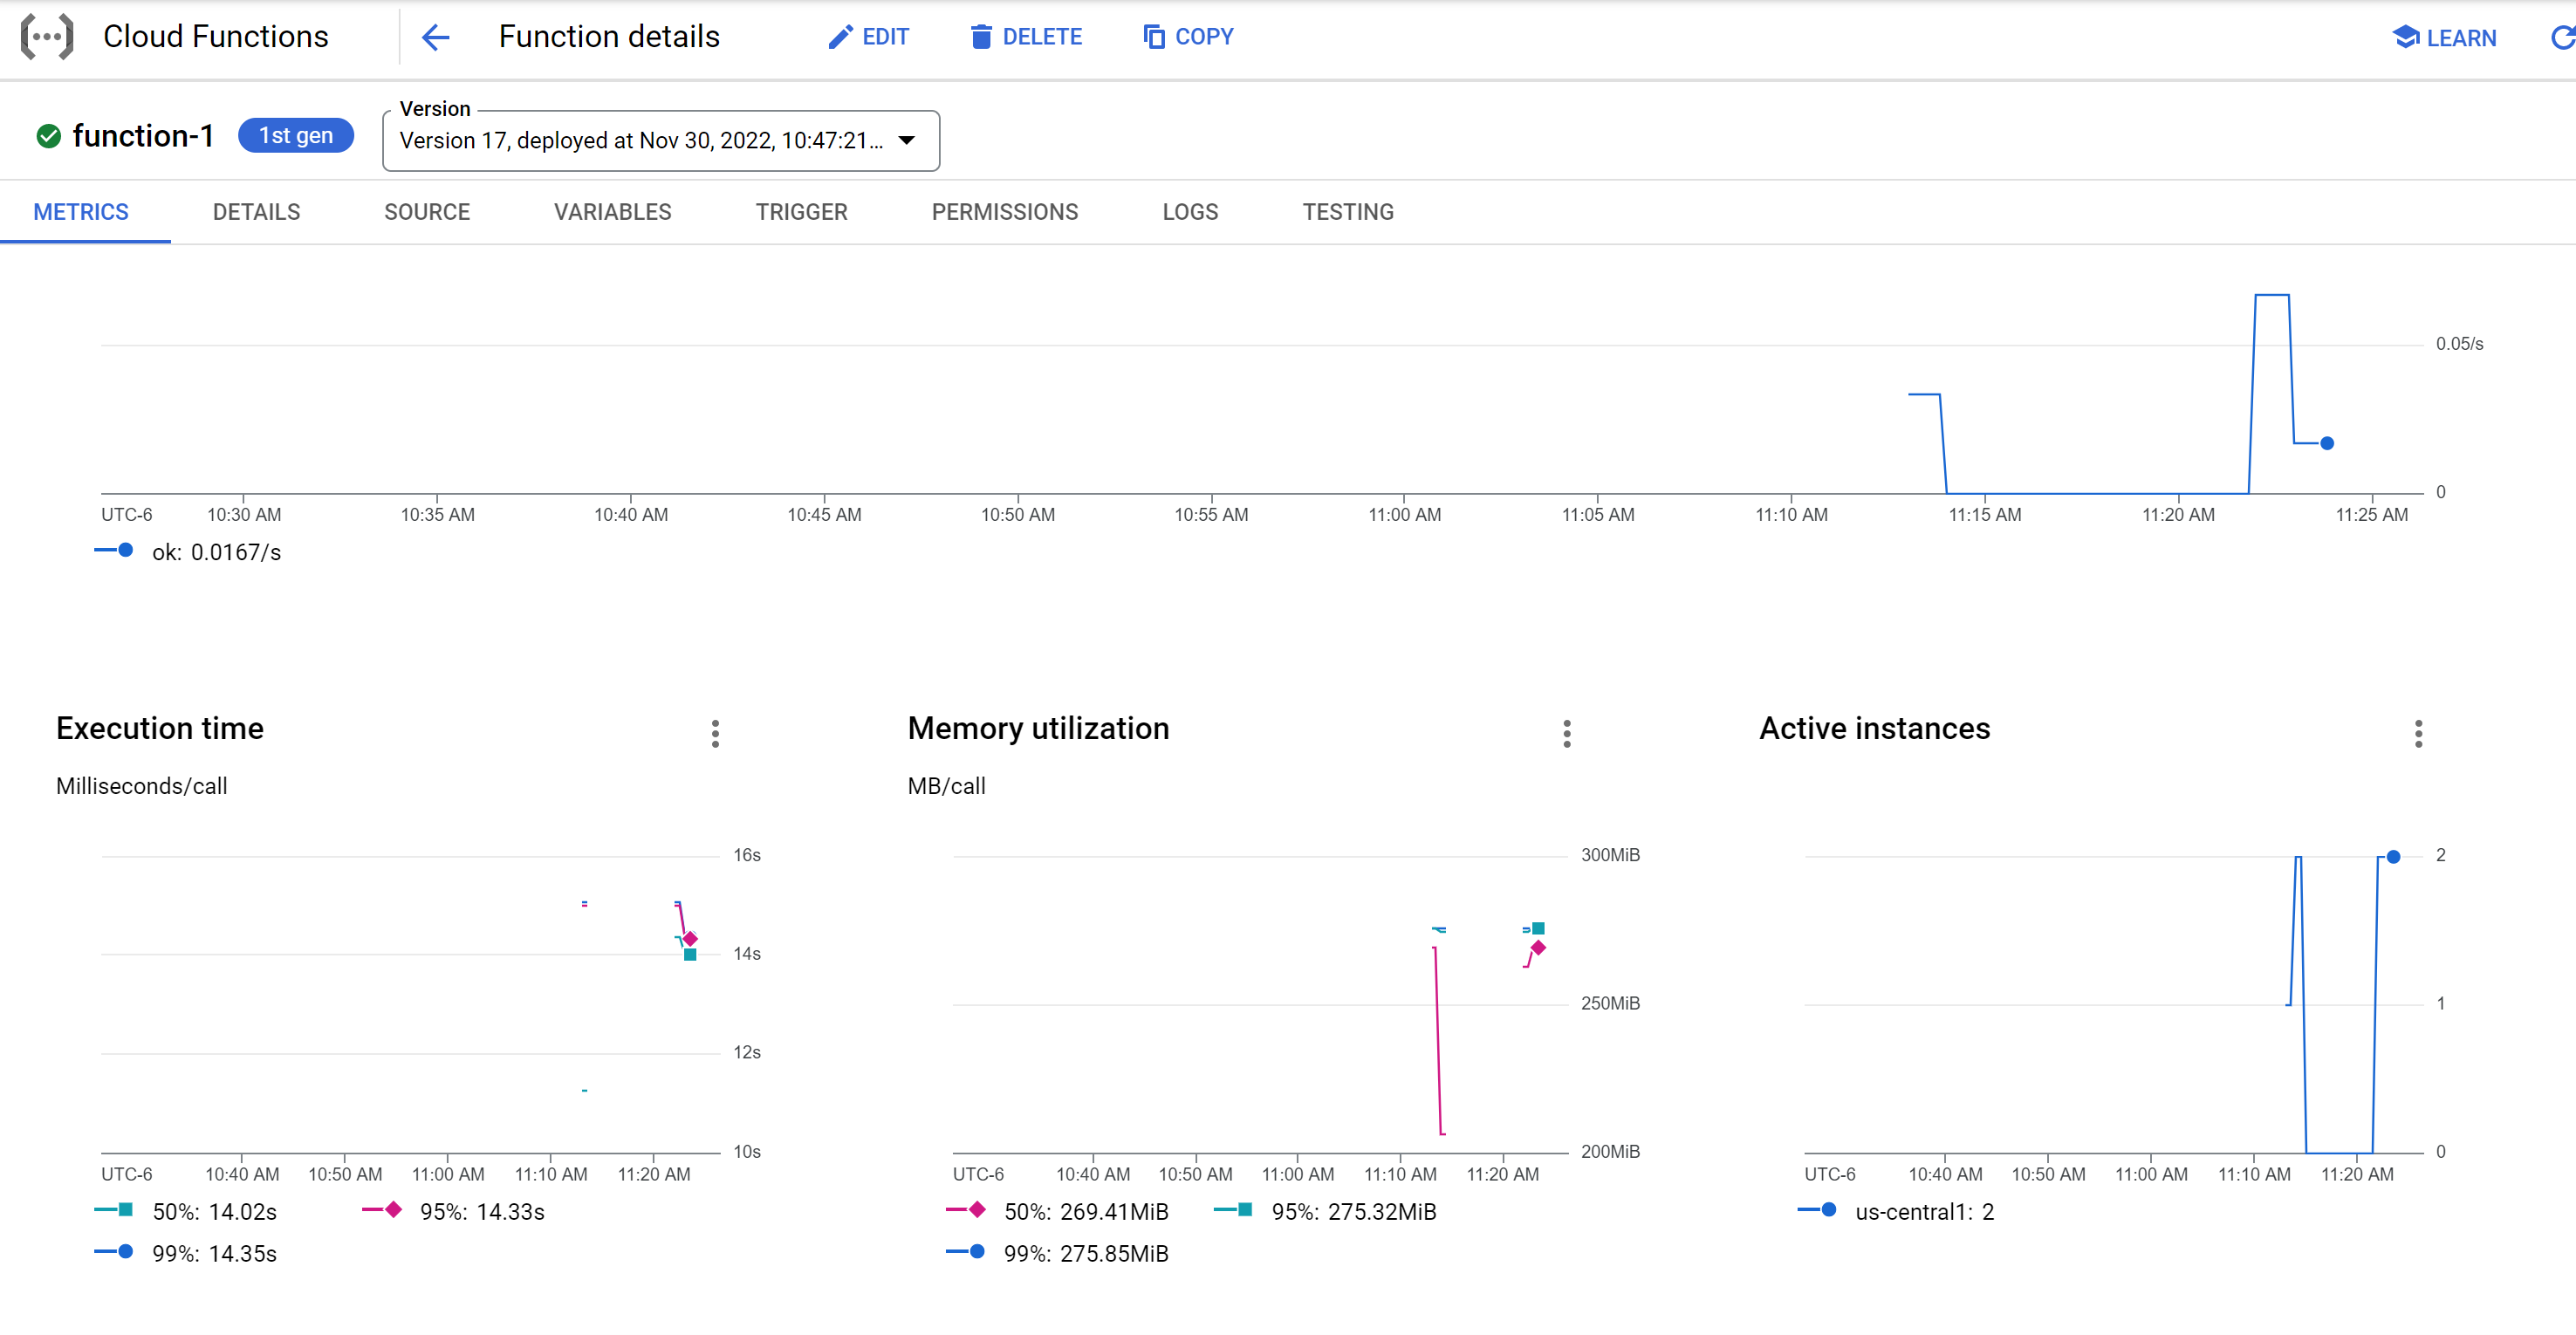 Cloud Functions
Function details
EDIT
DELETE
COPY
LEARN
function-1
1st gen
Version
Version 17, deployed at Nov 30, 2022, 10:47:21...
METRICS
DETAILS
SOURCE
VARIABLES
TRIGGER
PERMISSIONS
LOGS
TESTING
0.05/s
0
UTC-6
10:30 AM
10:35 AM
10:40 AM
10:45 AM
10:50 AM
10:55 AM
11:00 AM
11:05 AM
11:10 AM
11:15 AM
11:20 AM
11:25 AM
ok: 0.0167/s
Execution time
Milliseconds/call
16s
14s
12s
10s
UTC-6
10:40 AM
10:50 AM
11:00 AM
11:10 AM
11:20 AM
50%: 14.02s
95%: 14.33s
99%: 14.35s
Memory utilization
MB/call
300MiB
250MiB
200MiB
UTC-6
10:40 AM
10:50 AM
11:00 AM
11:10 AM
11:20 AM
50%: 269.41MiB
95%: 275.32MiB
99%: 275.85MiB
Active instances
2
1
0
UTC-6
10:40 AM
10:50 AM
11:00 AM
11:10 AM
11:20 AM
us-central1: 2